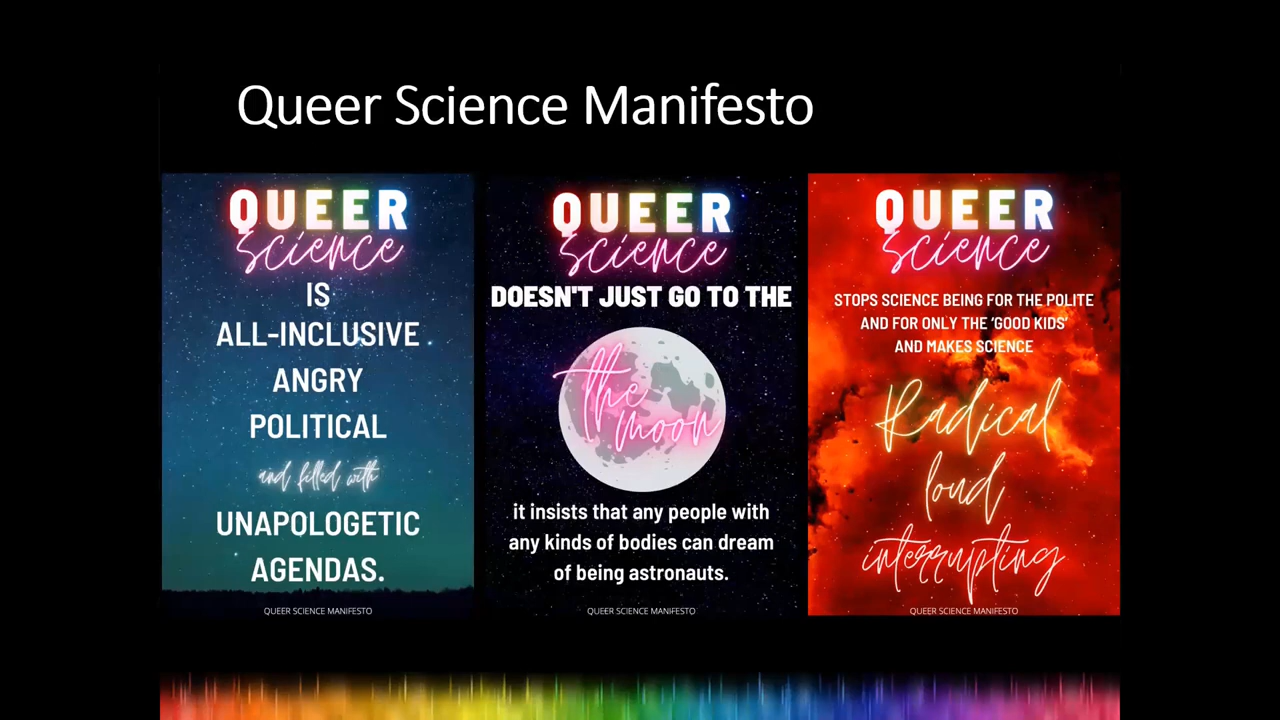 Queer Science Manifesto
QUEER
science
IS
ALL-INCLUSIVE
ANGRY
POLITICAL
and filled with
UNAPOLOGETIC
AGENDAS.
QUEER SCIENCE MANIFESTO
QUEER
science
DOESN'T JUST GO TO THE
the
moon
it insists that any people with
any kinds of bodies can dream
of being astronauts.
QUEER SCIENCE MANIFESTO
QUEER
science
STOPS SCIENCE BEING FOR THE POLITE
AND FOR ONLY THE 'GOOD KIDS'
AND MAKES SCIENCE
Radical
loud
interrupting
QUEER SCIENCE MANIFESTO